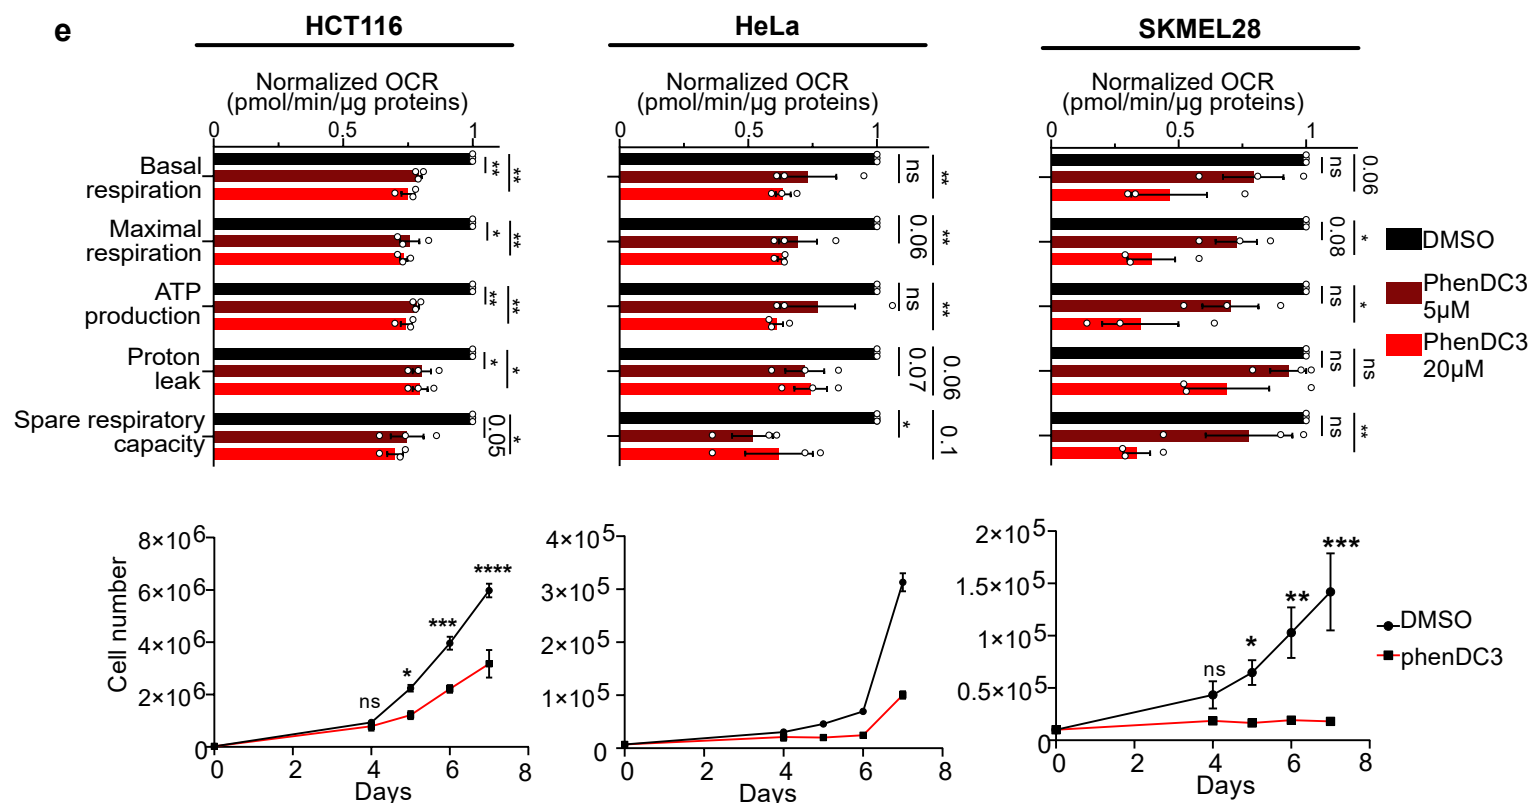 e
HCT116
HeLa
SKMEL28
Normalized OCR
(pmol/min/µg proteins)
0 0.5 1
Normalized OCR
(pmol/min/µg proteins)
0 0.5 1
Normalized OCR
(pmol/min/µg proteins)
0 0.5 1
Basal
respiration
Maximal
respiration
ATP
production
Proton
leak
Spare respiratory
capacity
** **
* **
** **
* *
0.05 *
ns **
0.06 **
ns **
0.07 0.06
* 0.1
ns 0.06
0.08 *
ns *
ns ns
ns **
DMSO
PhenDC3
5µM
PhenDC3
20µM
Cell number
8×10⁶
6×10⁶
4×10⁶
2×10⁶
0
ns
*
***
****
0 2 4 6 8
Days
4×10⁵
3×10⁵
2×10⁵
1×10⁵
0
0 2 4 6 8
Days
2×10⁵
1.5×10⁵
1×10⁵
0.5×10⁵
0
ns
*
**
***
0 2 4 6 8
Days
DMSO
phenDC3